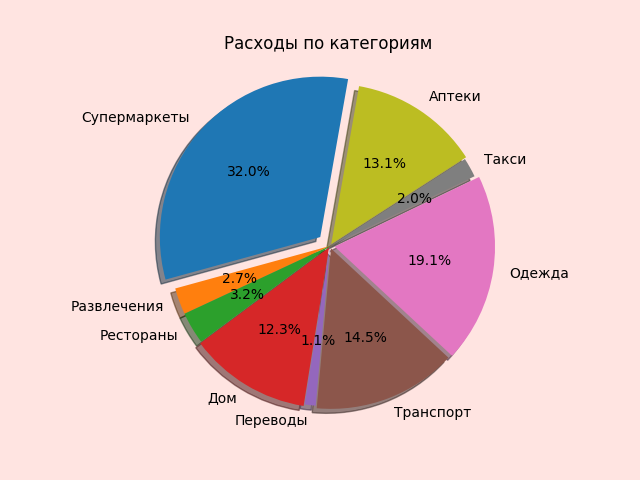 Расходы по категориям
Супермаркеты
32.0%
Аптеки
13.1%
Такси
2.0%
Одежда
19.1%
Развлечения
2.7%
Рестораны
3.2%
Дом
12.3%
Переводы
1.1%
Транспорт
14.5%